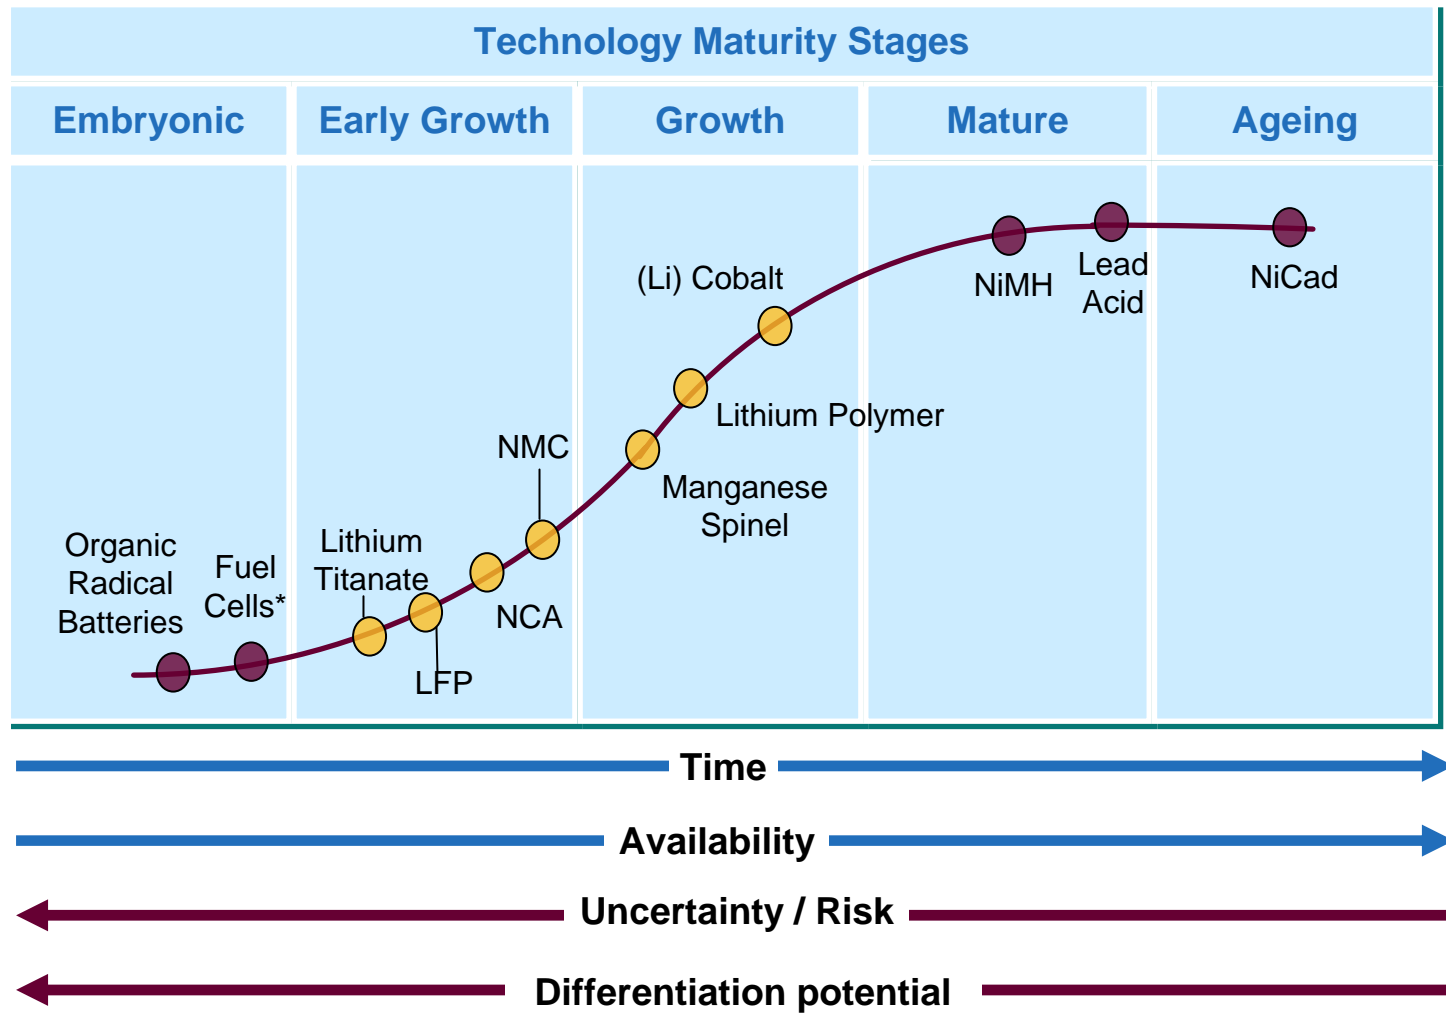 Technology Maturity Stages
Embryonic
Early Growth
Growth
Mature
Ageing
(Li) Cobalt
NiMH
Lead
Acid
NiCad
Lithium Polymer
NMC
Manganese
Spinel
Organic
Radical
Batteries
Fuel
Cells*
Lithium
Titanate
NCA
LFP
Time
Availability
Uncertainty / Risk
Differentiation potential